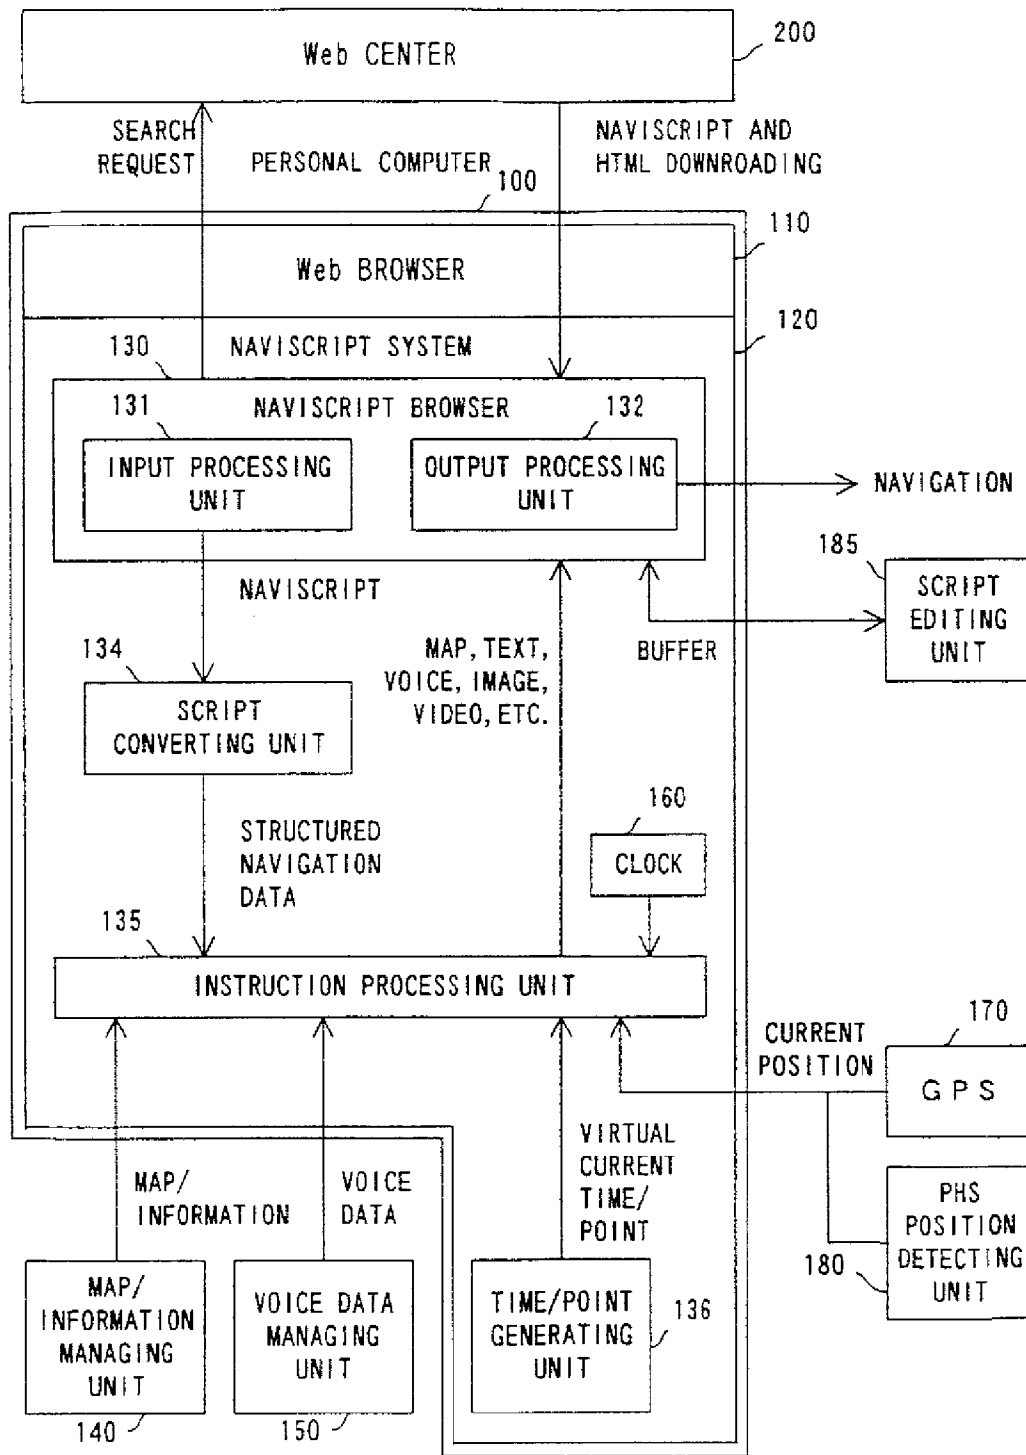 Web CENTER
200
SEARCH
REQUEST
PERSONAL COMPUTER
NAVISCRIPT AND
HTML DOWNROADING
100
110
Web BROWSER
120
130
NAVISCRIPT SYSTEM
NAVISCRIPT BROWSER
131
132
INPUT PROCESSING
UNIT
OUTPUT PROCESSING
UNIT
NAVIGATION
185
SCRIPT
EDITING
UNIT
NAVISCRIPT
BUFFER
MAP, TEXT,
VOICE, IMAGE,
VIDEO, ETC.
134
SCRIPT
CONVERTING UNIT
160
CLOCK
STRUCTURED
NAVIGATION
DATA
135
INSTRUCTION PROCESSING UNIT
CURRENT
POSITION
170
GPS
MAP/
INFORMATION
VOICE
DATA
VIRTUAL
CURRENT
TIME/
POINT
PHS
POSITION
DETECTING
UNIT
180
MAP/
INFORMATION
MANAGING
UNIT
140
VOICE DATA
MANAGING
UNIT
150
TIME/POINT
GENERATING
UNIT
136